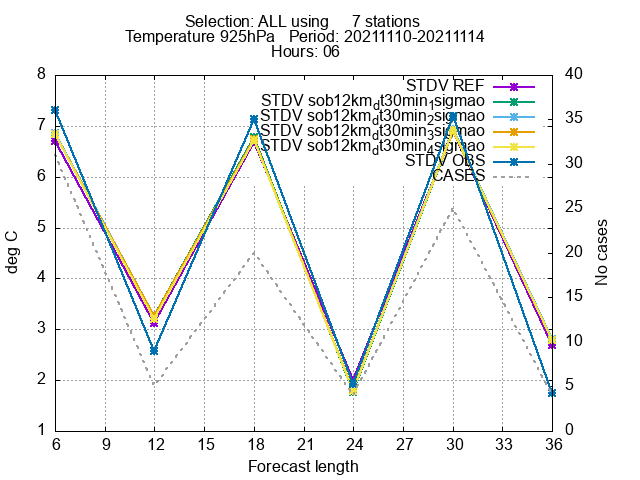 Selection: ALL using 7 stations
Temperature 925hPa Period: 20211110-20211114
Hours: 06
STDV REF
STDV sob12km_dt30min_1sigmao
STDV sob12km_dt30min_2sigmao
STDV sob12km_dt30min_3sigmao
STDV sob12km_dt30min_4sigmao
STDV OBS
CASES
8
7
6
5
4
3
2
1
deg C
40
35
30
25
20
15
10
5
0
No cases
6 9 12 15 18 21 24 27 30 33 36
Forecast length